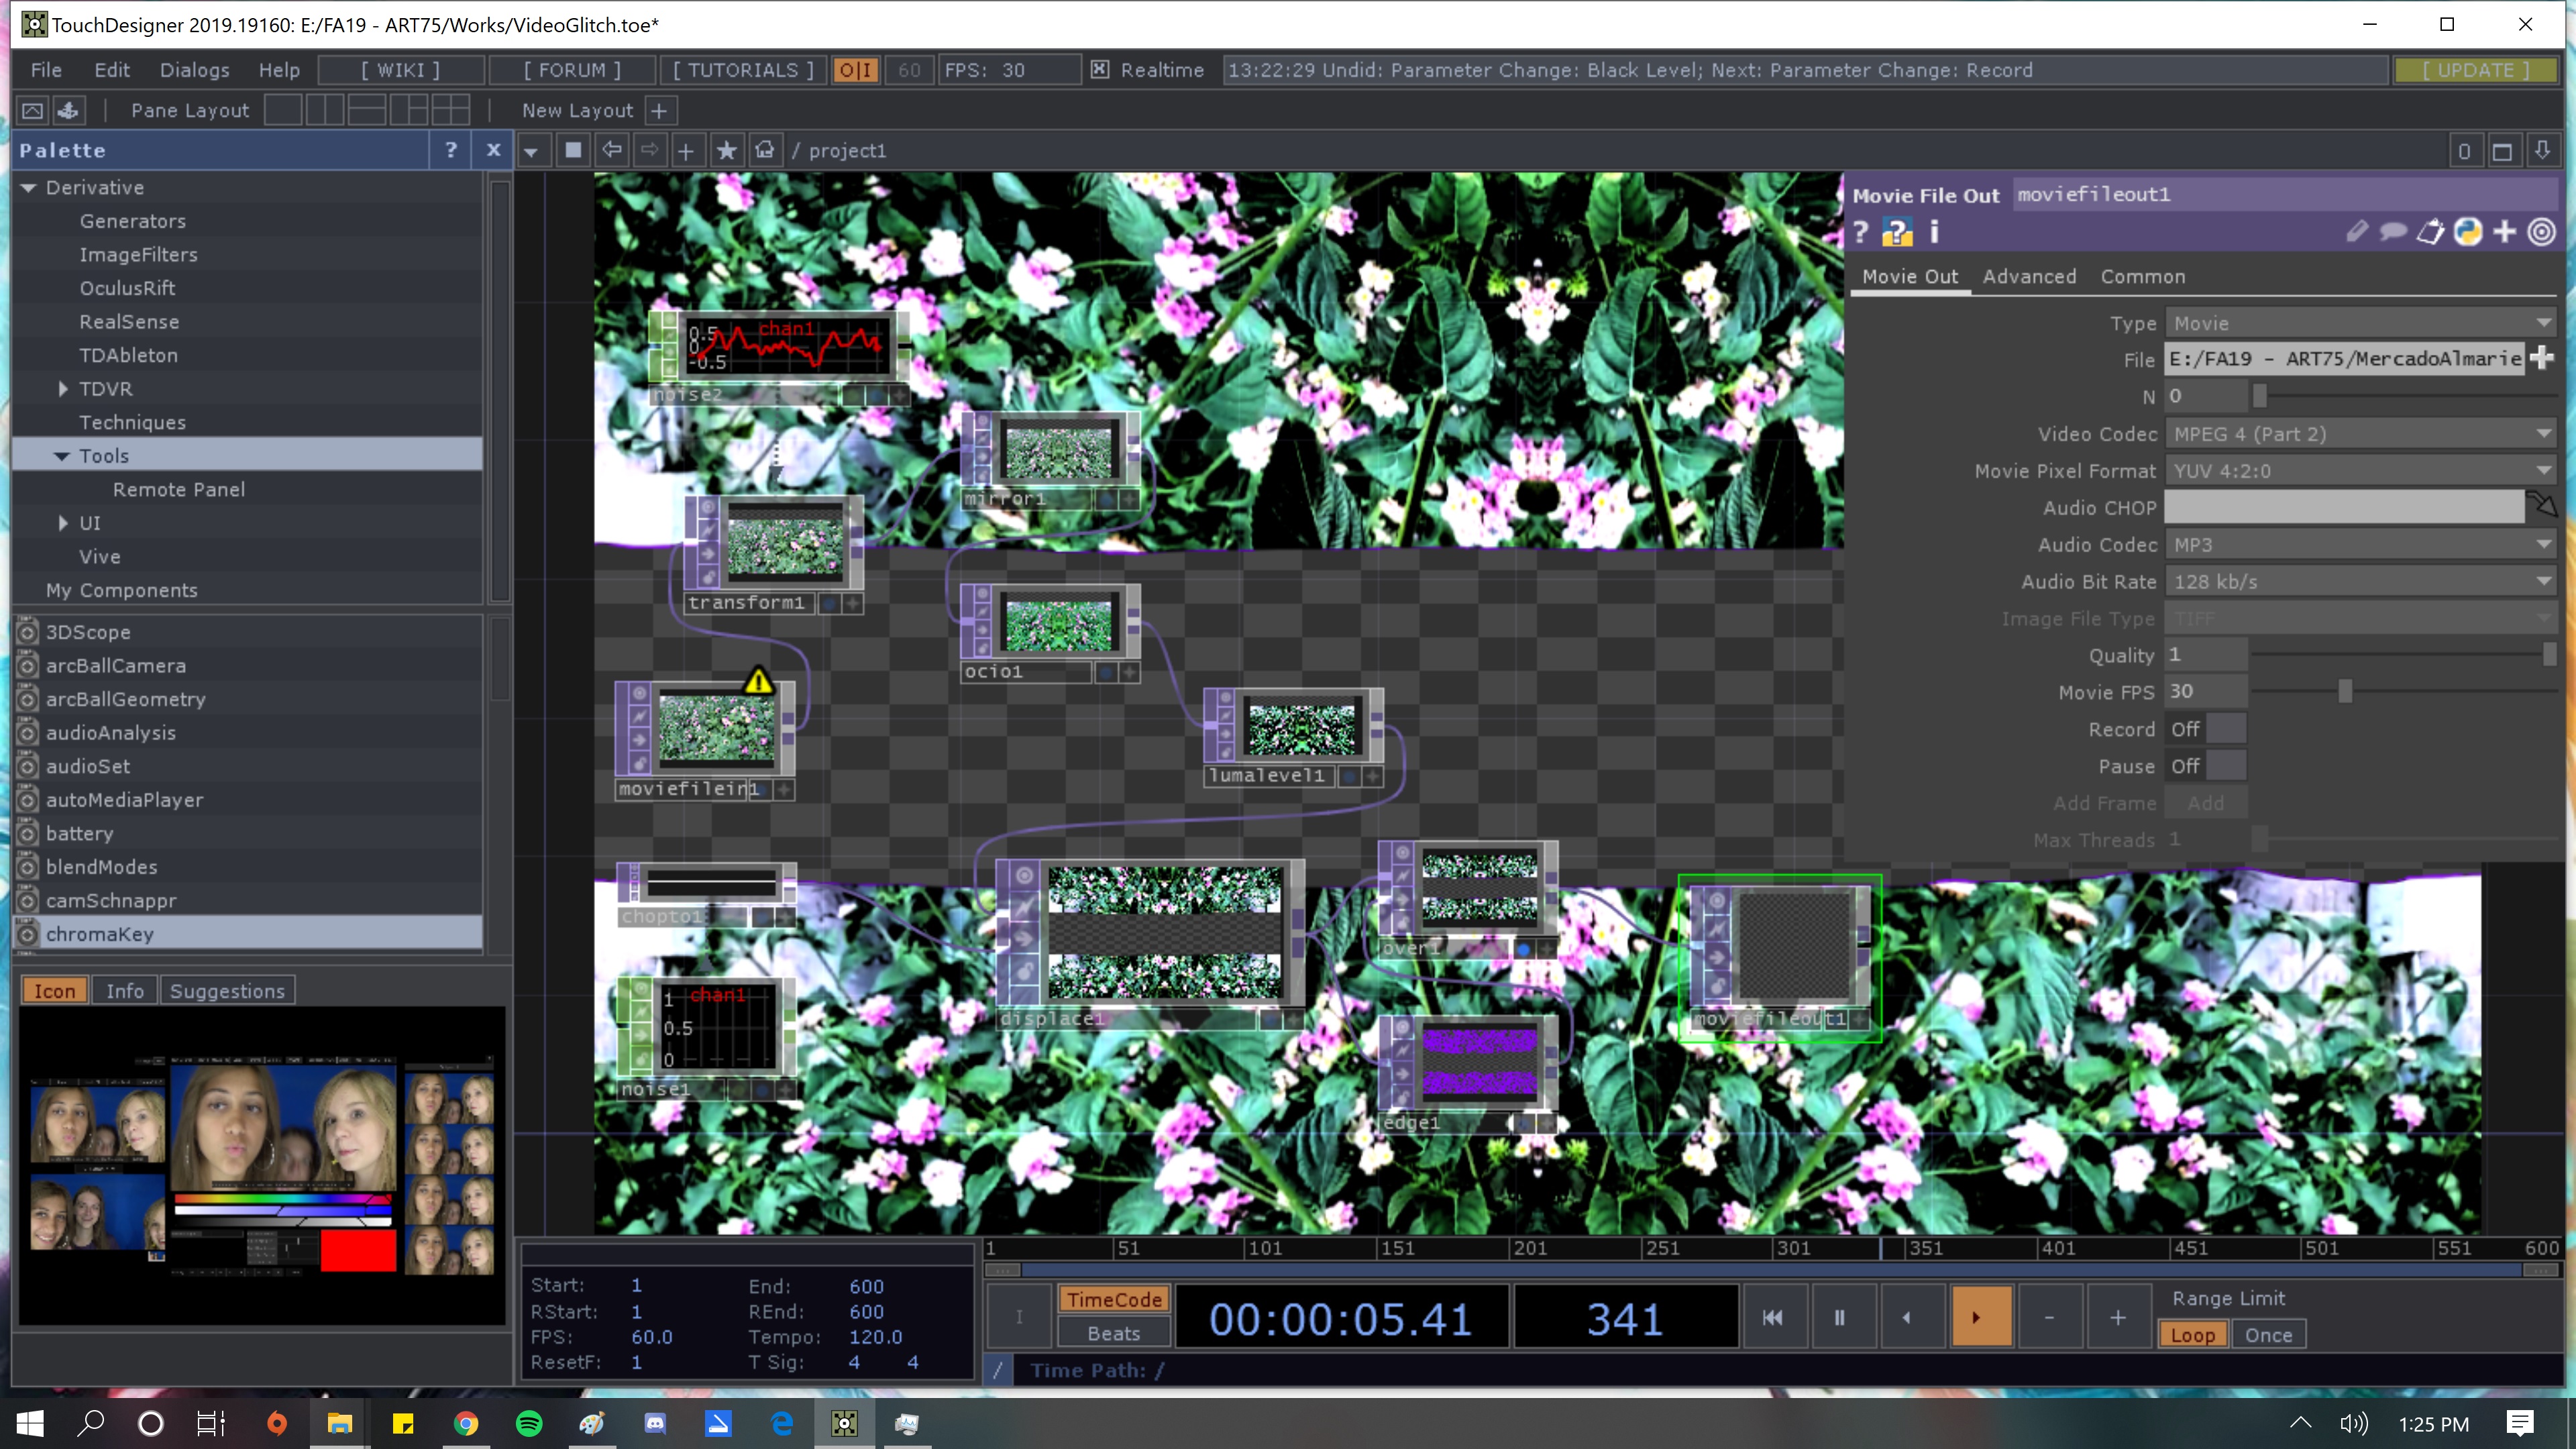 TouchDesigner 2019.19160: E:/FA19 - ART75/Works/VideoGlitch.toe*
File Edit Dialogs Help [ WIKI ] [ FORUM ] [ TUTORIALS ] O|I 60 FPS: 30 Realtime 13:22:29 Undid: Parameter Change: Black Level; Next: Parameter Change: Record [ UPDATE ]
Pane Layout New Layout +
Palette ? x
/ project1 0
Derivative
Generators
ImageFilters
OculusRift
RealSense
TDAbleton
TDVR
Techniques
Tools
Remote Panel
UI
Vive
My Components
3DScope
arcBallCamera
arcBallGeometry
audioAnalysis
audioSet
autoMediaPlayer
battery
blendModes
camSchnappr
chromaKey
Icon Info Suggestions
chan1
0.5
0
-0.5
noise2
mirror1
transform1
ocio1
moviefilein1
lumalevel1
chopto1
displace1
over1
moviefileout1
chan1
1
0.5
0
noise1
edge1
Movie File Out moviefileout1
? ? i
Movie Out Advanced Common
Type Movie
File E:/FA19 - ART75/MercadoAlmarie
N 0
Video Codec MPEG 4 (Part 2)
Movie Pixel Format YUV 4:2:0
Audio CHOP
Audio Codec MP3
Audio Bit Rate 128 kb/s
Image File Type TIFF
Quality 1
Movie FPS 30
Record Off
Pause Off
Add Frame Add
Max Threads 1
1 51 101 151 201 251 301 351 401 451 501 551 600
Start: 1 End: 600
RStart: 1 REnd: 600
FPS: 60.0 Tempo: 120.0
ResetF: 1 T Sig: 4 4
I TimeCode
Beats
00:00:05.41 341
- +
Range Limit
Loop Once
/ Time Path: /
1:25 PM